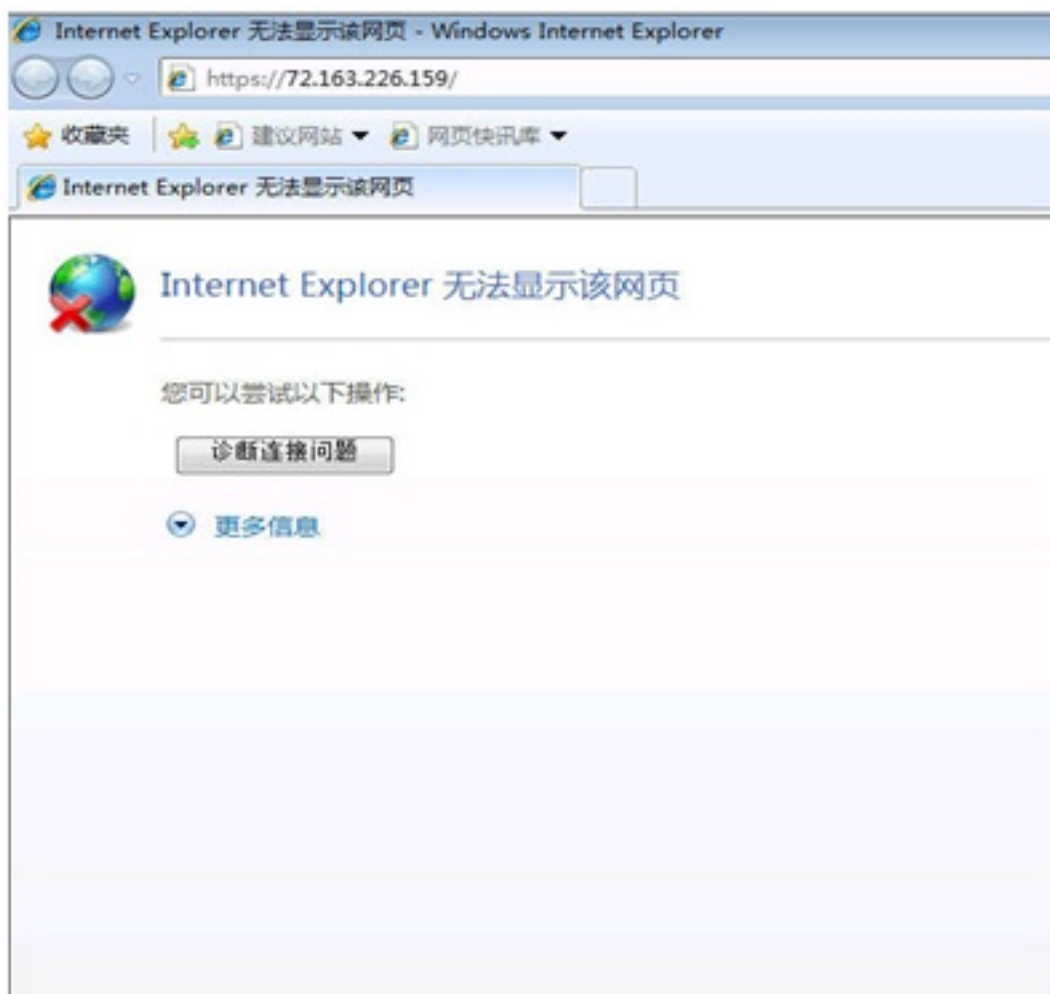 Internet Explorer 无法显示该网页 - Windows Internet Explorer
https://72.163.226.159/
收藏夹 建议网站 网页快讯库
Internet Explorer 无法显示该网页
Internet Explorer 无法显示该网页
您可以尝试以下操作:
诊断连接问题
更多信息